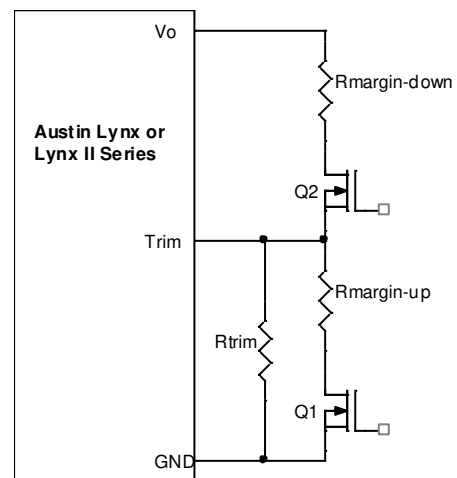 Vo
Rmargin-down
Austin Lynx or
Lynx II Series
Q2
Trim
Rmargin-up
Rtrim
Q1
GND